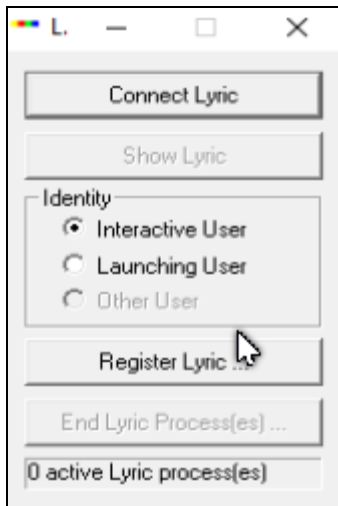 L.
Connect Lyric
Show Lyric
Identity
Interactive User
Launching User
Other User
Register Lyric ...
End Lyric Process(es) ...
0 active Lyric process(es)